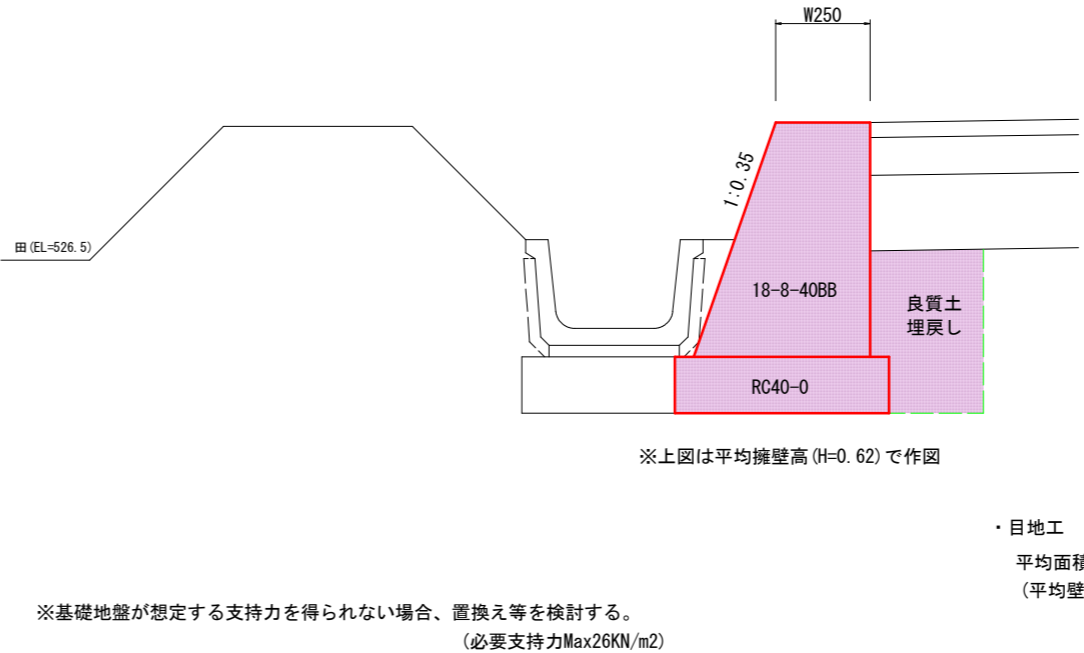 W250
1:0.35
田(EL=526.5)
18-8-40BB
良質土
埋戻し
RC40-0
※上図は平均擁壁高(H=0.62)で作図
・目地工
平均面積
(平均壁
※基礎地盤が想定する支持力を得られない場合、置換え等を検討する。
(必要支持力Max26KN/m2)